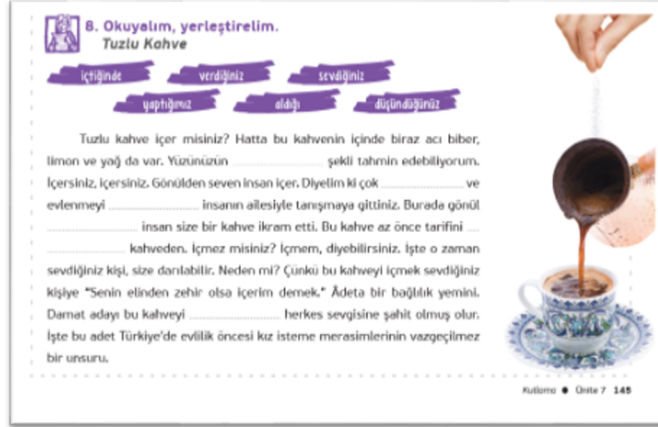 8. Okuyalım, yerleştirelim.
Tuzlu Kahve
içtiğinde verdiğiniz sevdiğiniz
yaptığımız aldığı düşündüğünüz
Tuzlu kahve içer misiniz? Hatta bu kahvenin içinde biraz acı biber,
limon ve yağ da var. Yüzünüzün ............ şekli tahmin edebiliyorum.
İçersiniz, içersiniz. Gönülden seven insan içer. Diyelim ki çok ............ ve
evlenmeyi ............ insanın ailesiyle tanışmaya gittiniz. Burada gönül
............ insan size bir kahve ikram etti. Bu kahve az önce tarifini ....
............ kahveden. İçmez misiniz? İçmem, diyebilirsiniz. İşte o zaman
sevdiğiniz kişi, size darılabilir. Neden mi? Çünkü bu kahveyi içmek sevdiğiniz
kişiye “Senin elinden zehir olsa içerim demek.” Âdeta bir bağlılık yemini.
Damat adayı bu kahveyi ............ herkes sevgisine şahit olmuş olur.
İşte bu adet Türkiye’de evlilik öncesi kız isteme merasimlerinin vazgeçilmez
bir unsuru.
Kutlama ● Ünite 7 145